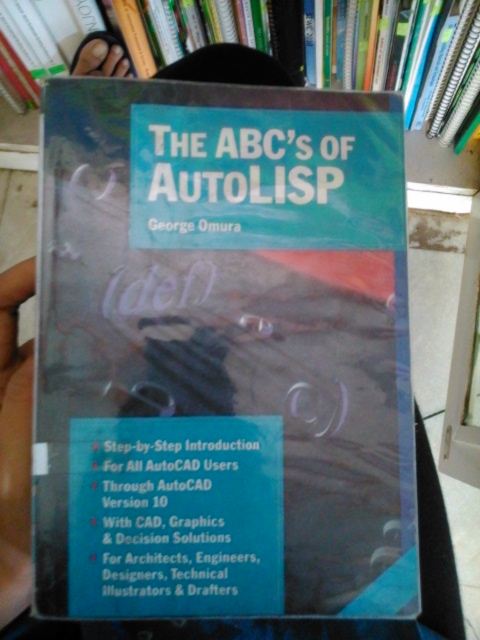 THE ABC'S OF
AUTOLISP
George Omura
(def)
( )
c)
Step-by-Step Introduction
For All AutoCAD Users
Through AutoCAD
Version 10
With CAD, Graphics
& Decision Solutions
For Architects, Engineers,
Designers, Technical
Illustrators & Drafters